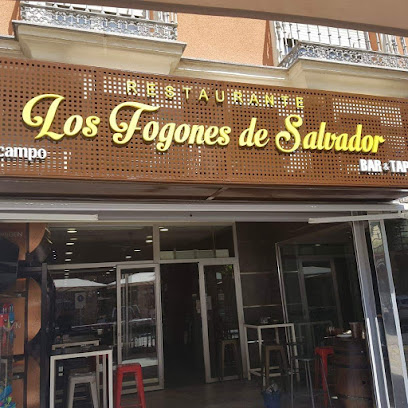 RESTAURANTE
Los Fogones de Salvador
campo
BAR & TAP